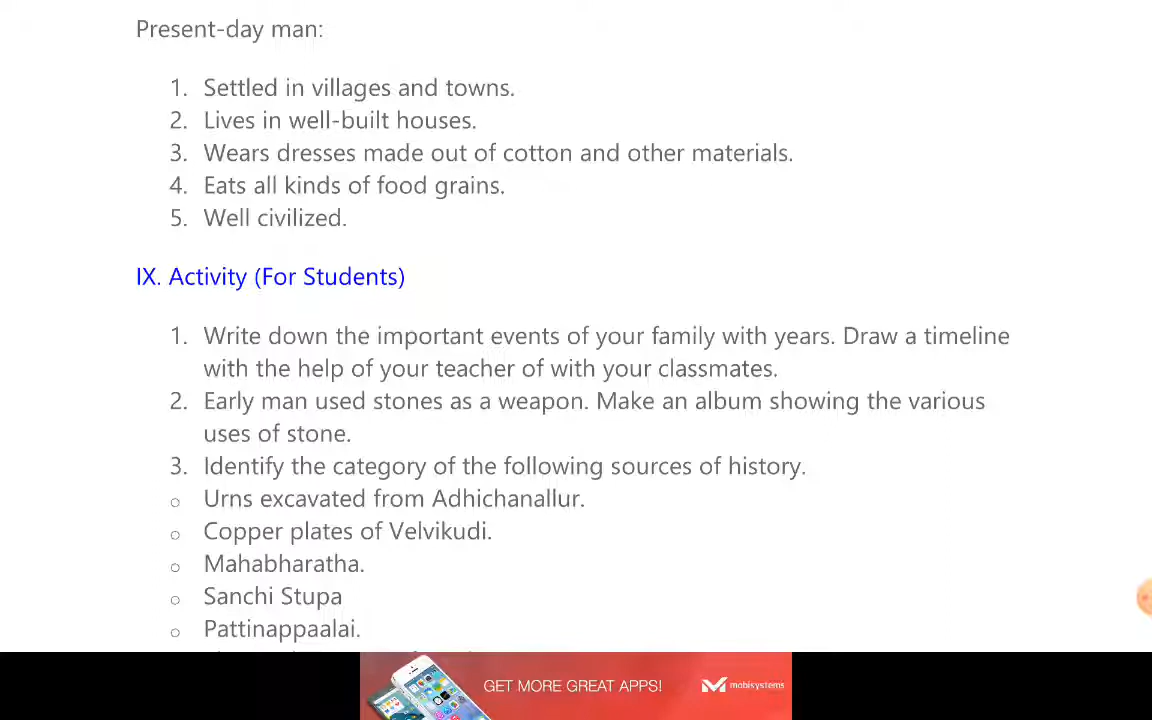 Present-day man:
1. Settled in villages and towns.
2. Lives in well-built houses.
3. Wears dresses made out of cotton and other materials.
4. Eats all kinds of food grains.
5. Well civilized.
IX. Activity (For Students)
1. Write down the important events of your family with years. Draw a timeline
with the help of your teacher of with your classmates.
2. Early man used stones as a weapon. Make an album showing the various
uses of stone.
3. Identify the category of the following sources of history.
○ Urns excavated from Adhichanallur.
○ Copper plates of Velvikudi.
○ Mahabharatha.
○ Sanchi Stupa
○ Pattinappaalai.
GET MORE GREAT APPS! mobisystems